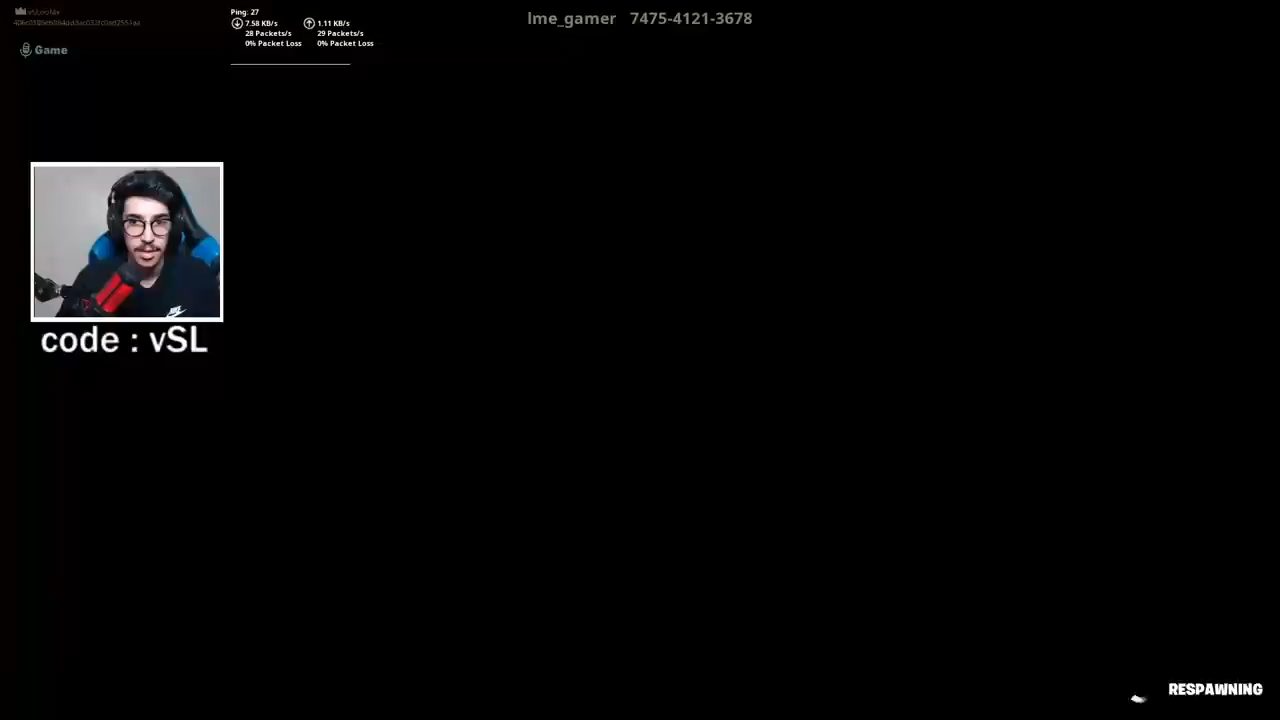 Ping: 27
7.58 KB/s 1.11 KB/s
28 Packets/s 29 Packets/s
0% Packet Loss 0% Packet Loss
lme_gamer 7475-4121-3678
Game
code : vSL
RESPAWNING